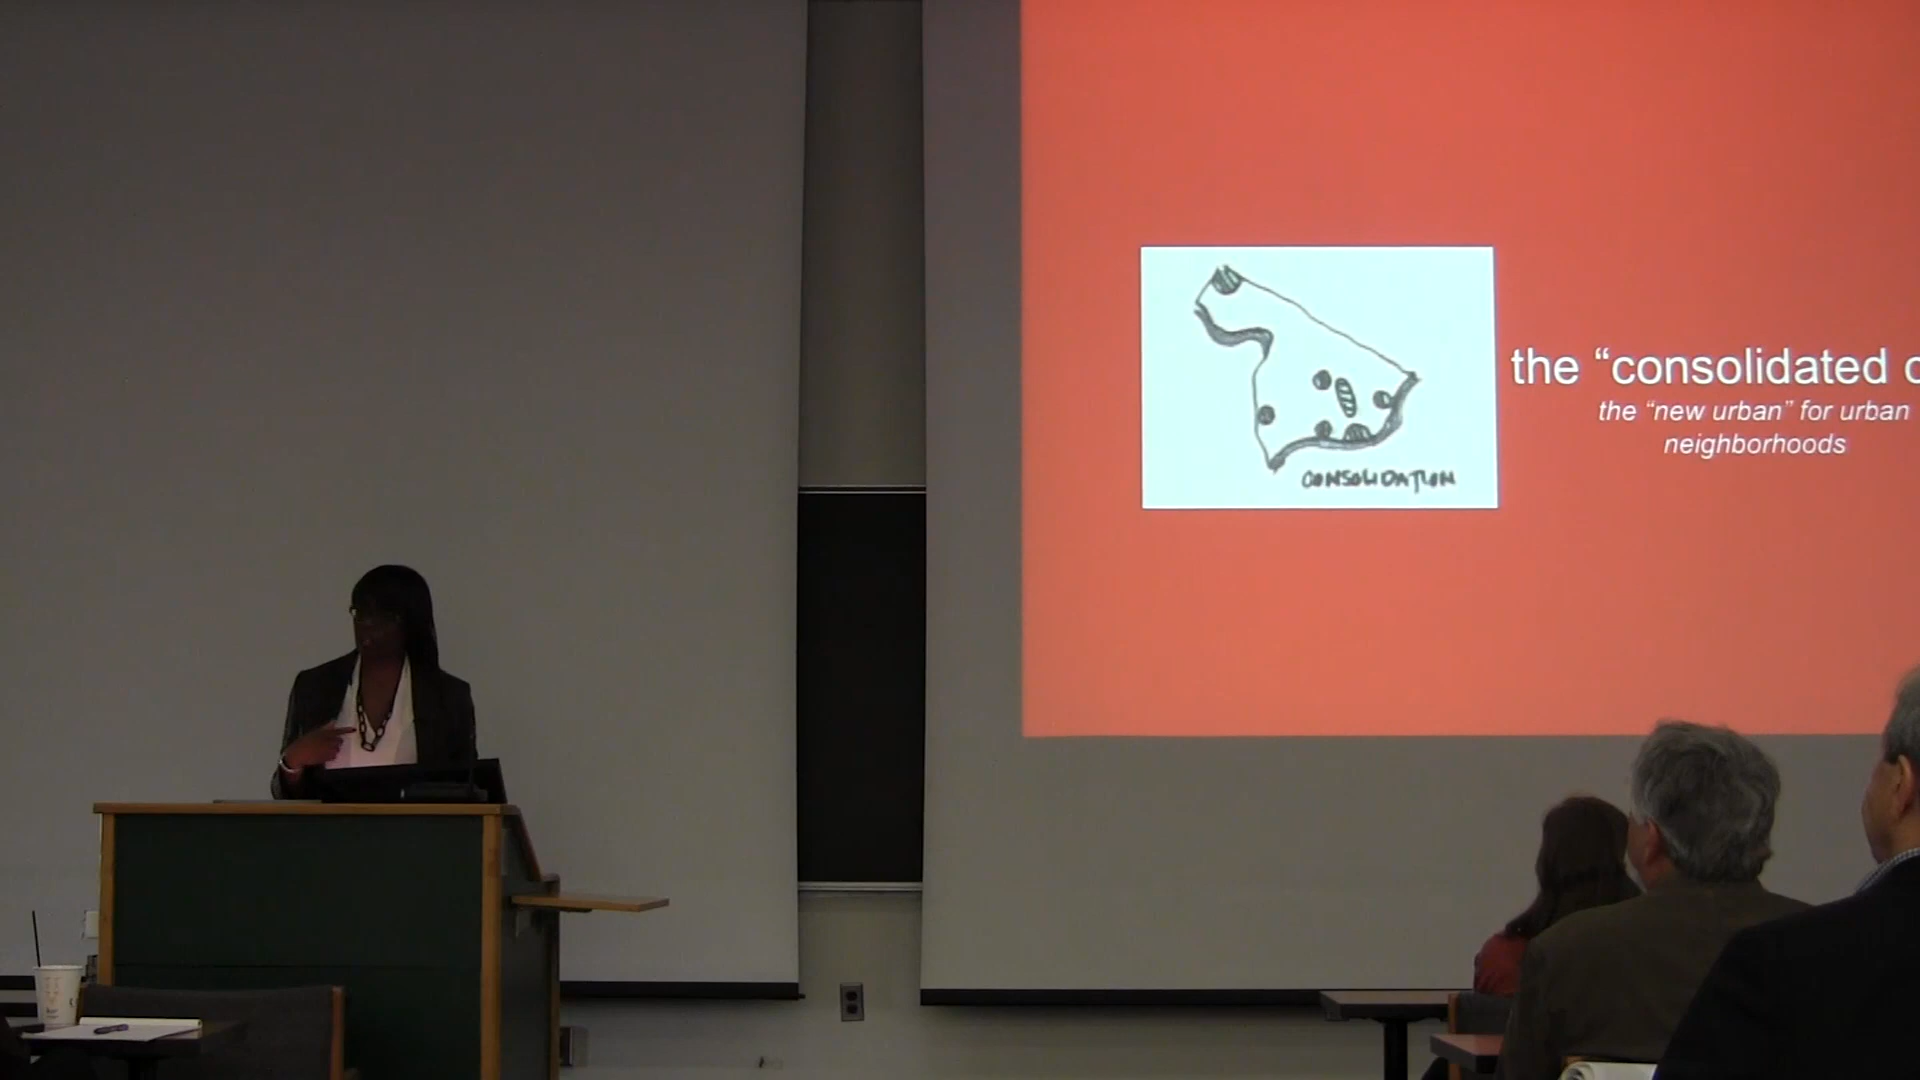 the “consolidated c
the “new urban” for urban
neighborhoods
CONSOLIDATION